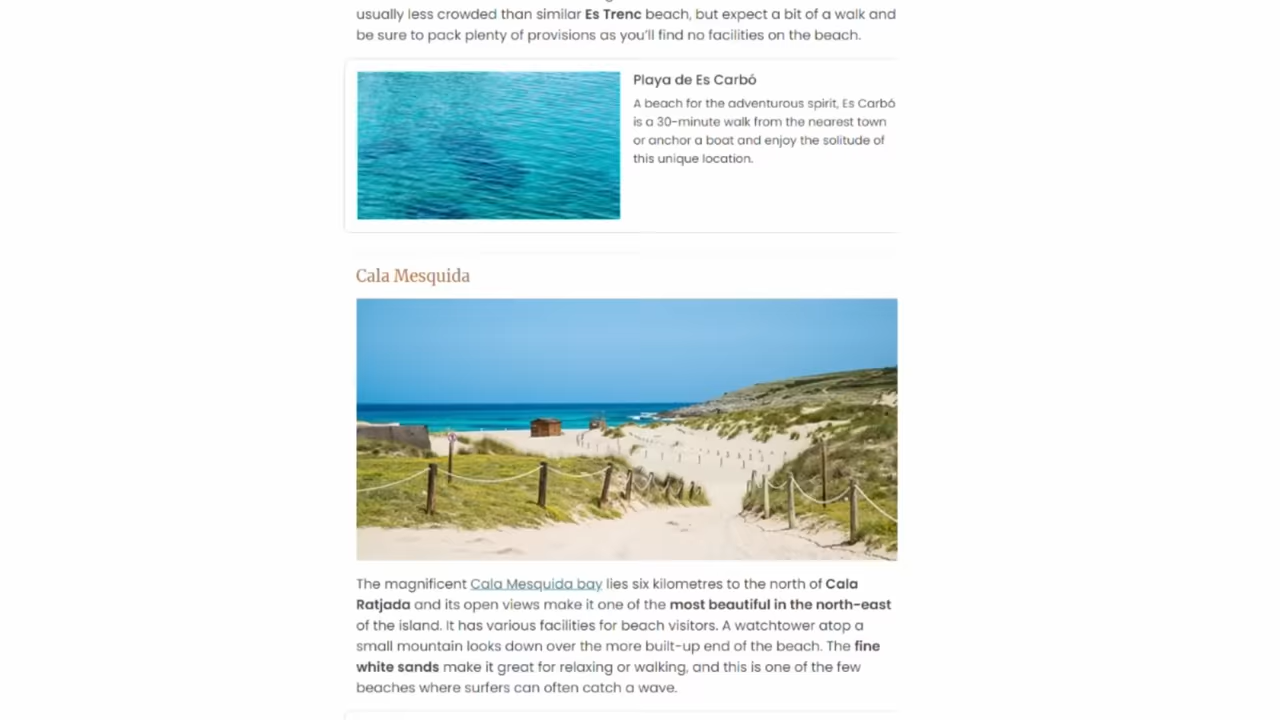 usually less crowded than similar Es Trenc beach, but expect a bit of a walk and
be sure to pack plenty of provisions as you'll find no facilities on the beach.
Playa de Es Carbó
A beach for the adventurous spirit, Es Carbó
is a 30-minute walk from the nearest town
or anchor a boat and enjoy the solitude of
this unique location.
Cala Mesquida
The magnificent Cala Mesquida bay lies six kilometres to the north of Cala
Ratjada and its open views make it one of the most beautiful in the north-east
of the island. It has various facilities for beach visitors. A watchtower atop a
small mountain looks down over the more built-up end of the beach. The fine
white sands make it great for relaxing or walking, and this is one of the few
beaches where surfers can often catch a wave.